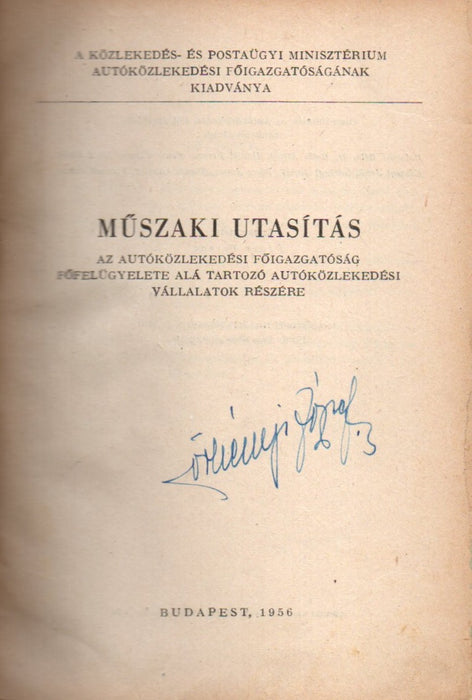 A KÖZLEKEDÉS- ÉS POSTAÜGYI MINISZTÉRIUM
AUTÓKÖZLEKEDÉSI FŐIGAZGATÓSÁGÁNAK
KIADVÁNYA
MŰSZAKI UTASÍTÁS
AZ AUTÓKÖZLEKEDÉSI FŐIGAZGATÓSÁG
FŐFELÜGYELETE ALÁ TARTOZÓ AUTÓKÖZLEKEDÉSI
VÁLLALATOK RÉSZÉRE
József
BUDAPEST, 1956